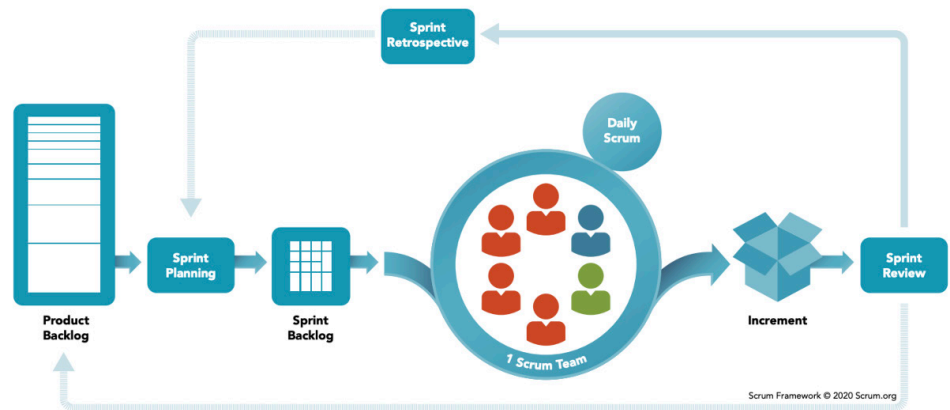 Sprint
Retrospective
Daily
Scrum
Sprint
Planning
Sprint
Review
Product
Backlog
Sprint
Backlog
1 Scrum Team
Increment
Scrum Framework © 2020 Scrum.org